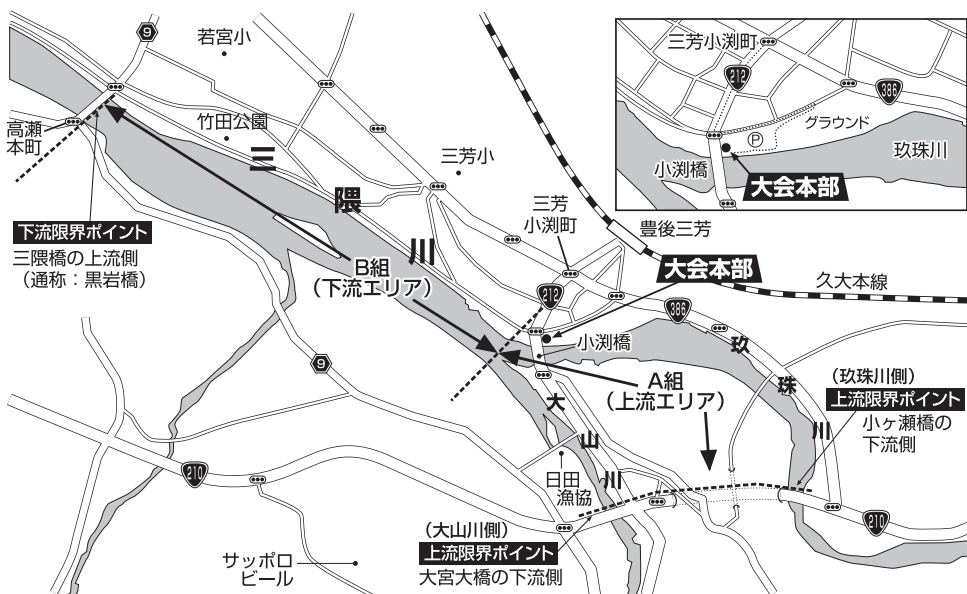 9
若宮小
竹田公園
高瀬
本町
三芳小
三隈川
下流限界ポイント
三隈橋の上流側
（通称：黒岩橋）
B組
（下流エリア）
三芳
小渕町
豊後三芳
大会本部
久大本線
212
386
小渕橋
A組
（上流エリア）
玖珠川
（玖珠川側）
上流限界ポイント
小ヶ瀬橋の
下流側
大山川
日田
漁協
9
210
（大山川側）
上流限界ポイント
大宮大橋の下流側
210
サッポロ
ビール
三芳小渕町
212
386
グラウンド
P
玖珠川
小渕橋
大会本部